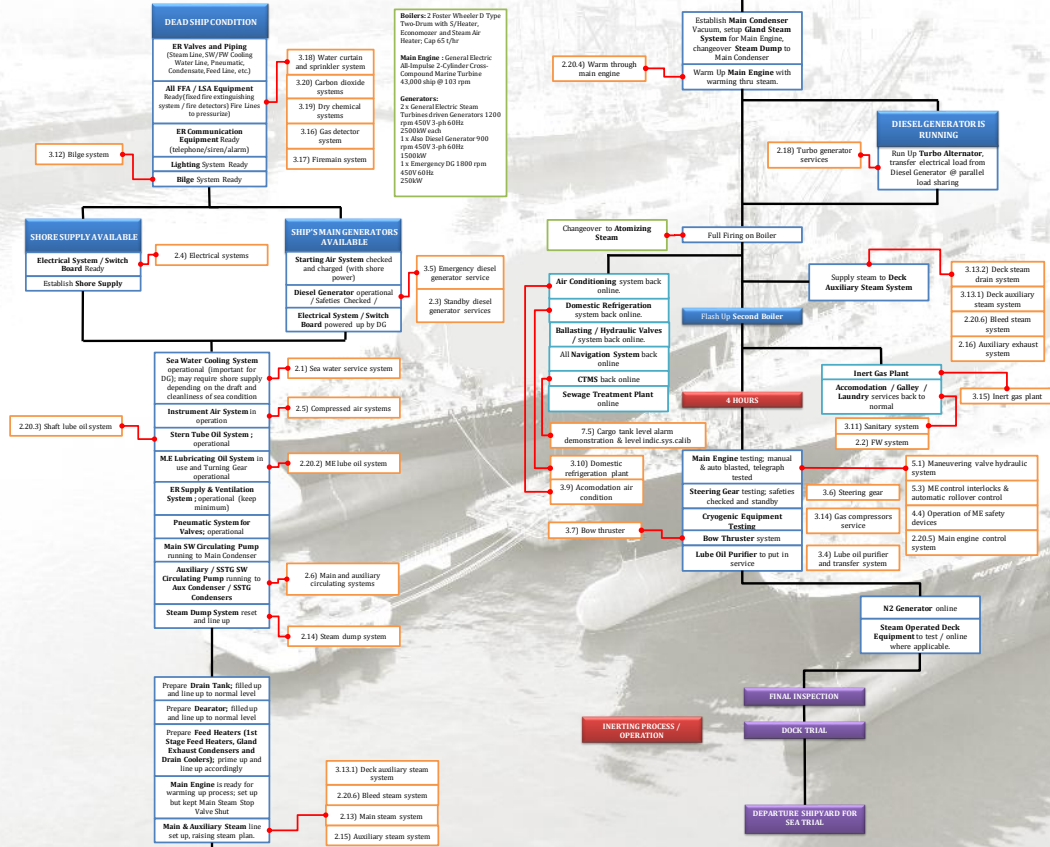 DEAD SHIP CONDITION
ER Valves and Piping
(Steam Line, SW/FW Cooling
Water Line, Pneumatic,
Condensate, Feed Line, etc.)
All FFA / LSA Equipment
Ready(fixed fire extinguishing
system / fire detectors) Fire Lines
to pressurize)
ER Communication
Equipment Ready
(telephone/siren/alarm)
Lighting System Ready
Bilge System Ready
3.12) Bilge system
3.18) Water curtain
and sprinkler system
3.20) Carbon dioxide
systems
3.19) Dry chemical
systems
3.16) Gas detector
system
3.17) Firemain system
Boilers: 2 Foster Wheeler D Type
Two-Drum with S/Heater,
Economozer and Steam Air
Heater; Cap 65 t/hr
Main Engine : General Electric
All-Impulse 2-Cylinder Cross-
Compound Marine Turbine
43,000 ship @ 103 rpm
Generators:
2 x General Electric Steam
Turbines driven Generators 1200
rpm 450V 3-ph 60Hz
2500kW each
1 x Also Diesel Generator 900
rpm 450V 3-ph 60Hz
1500kW
1 x Emergency DG 1800 rpm
450V 60Hz
250kW
SHORE SUPPLY AVAILABLE
Electrical System / Switch
Board Ready
Establish Shore Supply
2.4) Electrical systems
SHIP'S MAIN GENERATORS
AVAILABLE
Starting Air System checked
and charged (with shore
power)
Diesel Generator operational
/ Safeties Checked /
Electrical System / Switch
Board powered up by DG
3.5) Emergency diesel
generator service
2.3) Standby diesel
generator services
Sea Water Cooling System
operational (important for
DG); may require shore supply
depending on the draft and
cleanliness of sea condition
Instrument Air System in
operation
Stern Tube Oil System ;
operational
M.E Lubricating Oil System in
use and Turning Gear
operational
ER Supply & Ventilation
System ; operational (keep
minimum)
Pneumatic System for
Valves; operational
Main SW Circulating Pump
running to Main Condenser
Auxiliary / SSTG SW
Circulating Pump running to
Aux Condenser / SSTG
Condensers
Steam Dump System reset
and line up
2.1) Sea water service system
2.5) Compressed air systems
2.20.3) Shaft lube oil system
2.20.2) ME lube oil system
2.6) Main and auxiliary
circulating systems
2.14) Steam dump system
Prepare Drain Tank; filled up
and line up to normal level
Prepare Dearator; filled up
and line up to normal level
Prepare Feed Heaters (1st
Stage Feed Heaters, Gland
Exhaust Condensers and
Drain Coolers); prime up and
line up accordingly
Main Engine is ready for
warming up process; set up
but kept Main Steam Stop
Valve Shut
Main & Auxiliary Steam line
set up, raising steam plan.
3.13.1) Deck auxiliary steam
system
2.20.6) Bleed steam system
2.13) Main steam system
2.15) Auxiliary steam system
Establish Main Condenser
Vacuum, setup Gland Steam
System for Main Engine,
changeover Steam Dump to
Main Condenser
Warm Up Main Engine with
warming thru steam.
2.20.4) Warm through
main engine
DIESEL GENERATOR IS
RUNNING
Run Up Turbo Alternator,
transfer electrical load from
Diesel Generator @ parallel
load sharing
2.18) Turbo generator
services
Changeover to Atomizing
Steam
Full Firing on Boiler
Air Conditioning system back
online.
Domestic Refrigeration
system back online.
Ballasting / Hydraulic Valves
/ system back online.
All Navigation System back
online
CTMS back online
Sewage Treatment Plant
online
Supply steam to Deck
Auxiliary Steam System
3.13.2) Deck steam
drain system
3.13.1) Deck auxiliary
steam system
2.20.6) Bleed steam
system
2.16) Auxiliary exhaust
system
Flash Up Second Boiler
Inert Gas Plant
Accomodation / Galley /
Laundry services back to
normal
3.15) Inert gas plant
4 HOURS
3.11) Sanitary system
2.2) FW system
7.5) Cargo tank level alarm
demonstration & level indic.sys.calib
3.10) Domestic
refrigeration plant
3.9) Acomodation air
condition
Main Engine testing; manual
& auto blasted, telegraph
tested
Steering Gear testing; safeties
checked and standby
Cryogenic Equipment
Testing
Bow Thruster system
Lube Oil Purifier to put in
service
3.7) Bow thruster
3.6) Steering gear
3.14) Gas compressors
service
3.4) Lube oil purifier
and transfer system
5.1) Maneuvering valve hydraulic
system
5.3) ME control interlocks &
automatic rollover control
4.4) Operation of ME safety
devices
2.20.5) Main engine control
system
N2 Generator online
Steam Operated Deck
Equipment to test / online
where applicable.
FINAL INSPECTION
INERTING PROCESS /
OPERATION
DOCK TRIAL
DEPARTURE SHIPYARD FOR
SEA TRIAL